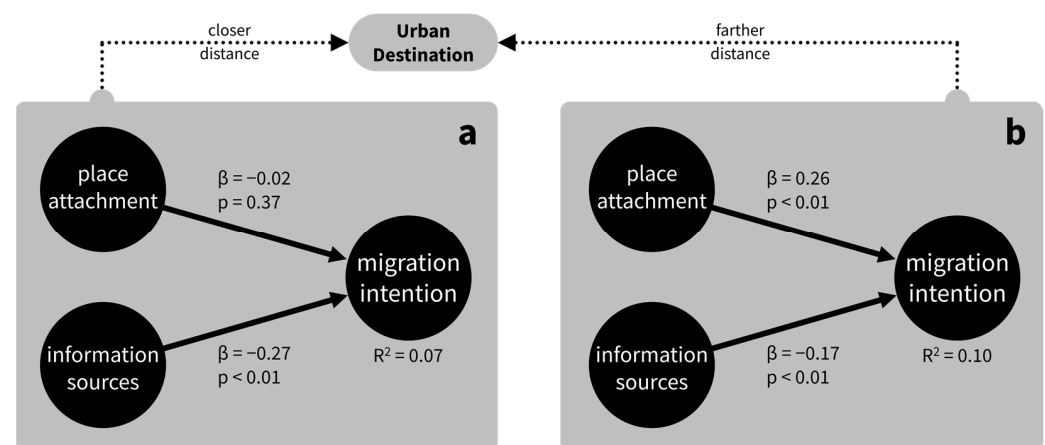 closer
distance
Urban
Destination
farther
distance
a
place
attachment
β = −0.02
p = 0.37
migration
intention
information
sources
β = −0.27
p < 0.01
R² = 0.07
b
place
attachment
β = 0.26
p < 0.01
migration
intention
information
sources
β = −0.17
p < 0.01
R² = 0.10